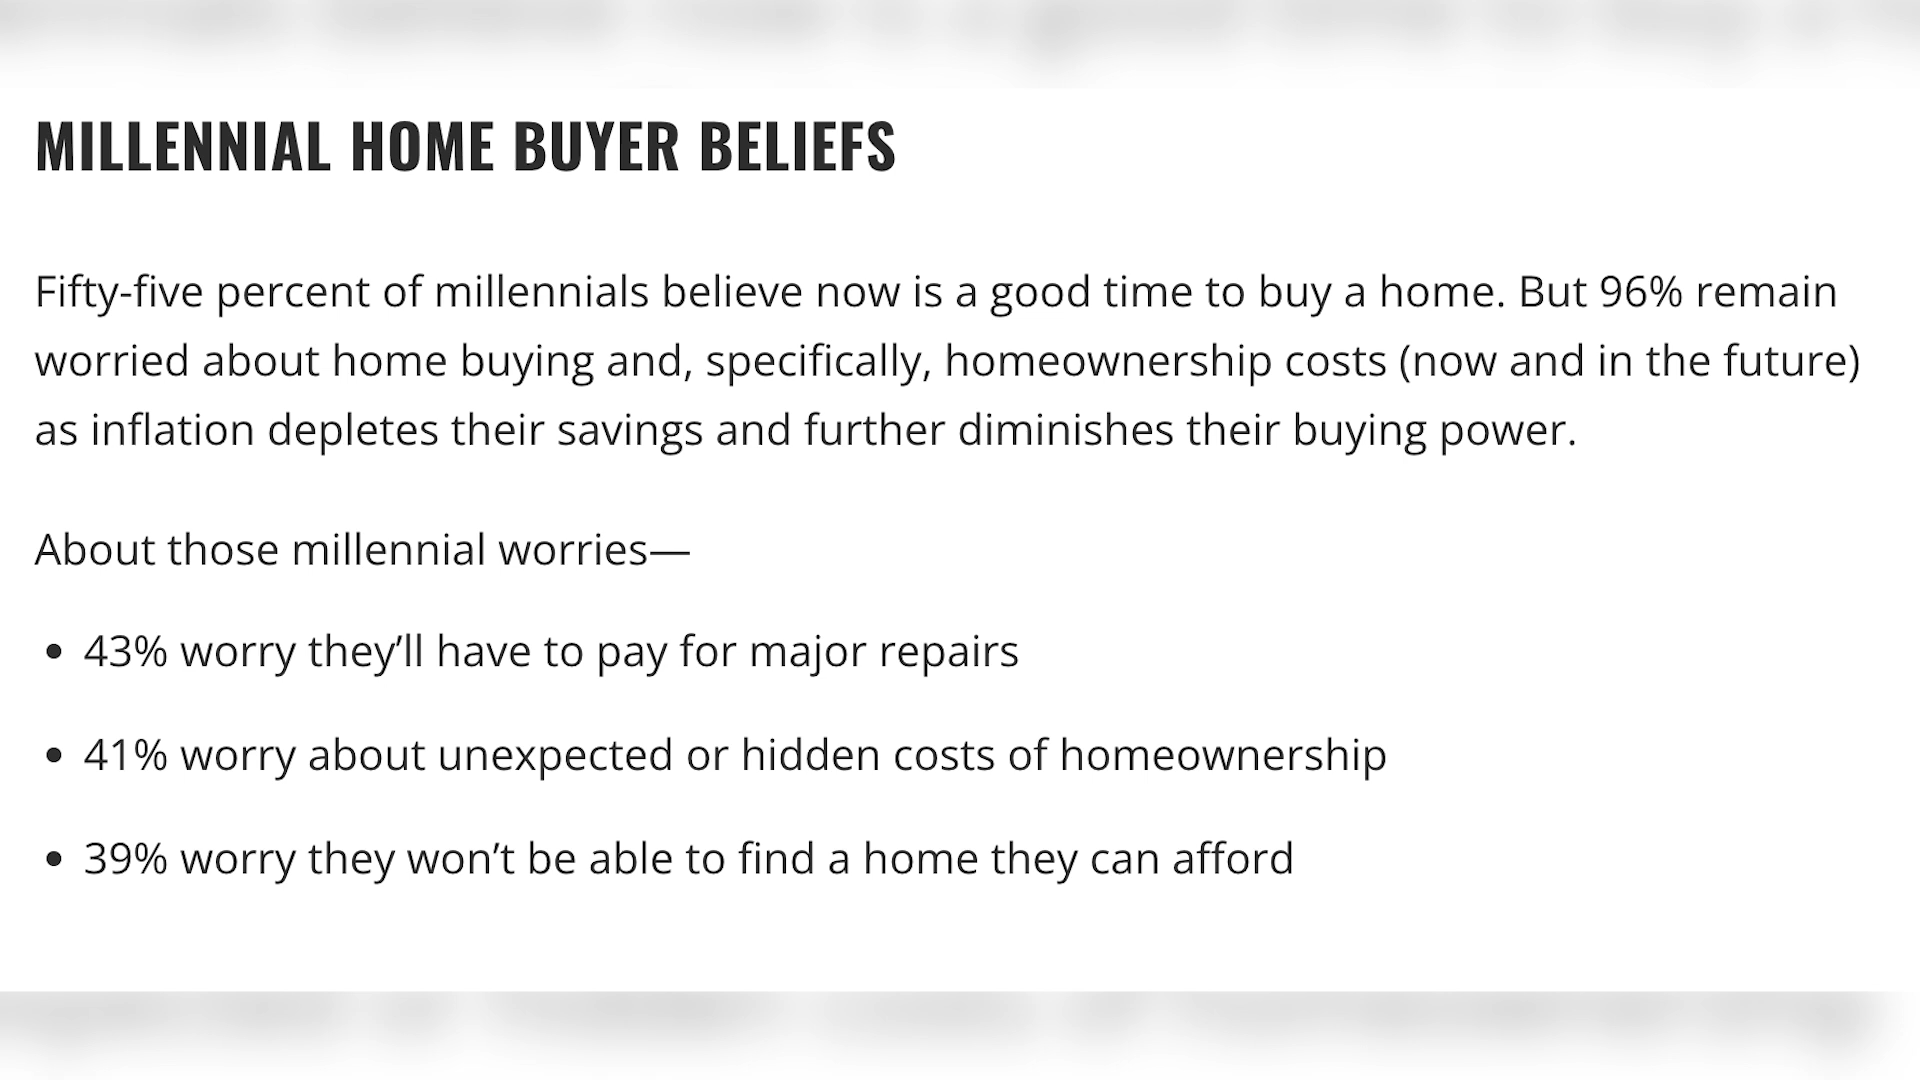 MILLENNIAL HOME BUYER BELIEFS
Fifty-five percent of millennials believe now is a good time to buy a home. But 96% remain
worried about home buying and, specifically, homeownership costs (now and in the future)
as inflation depletes their savings and further diminishes their buying power.
About those millennial worries—
• 43% worry they’ll have to pay for major repairs
• 41% worry about unexpected or hidden costs of homeownership
• 39% worry they won’t be able to find a home they can afford